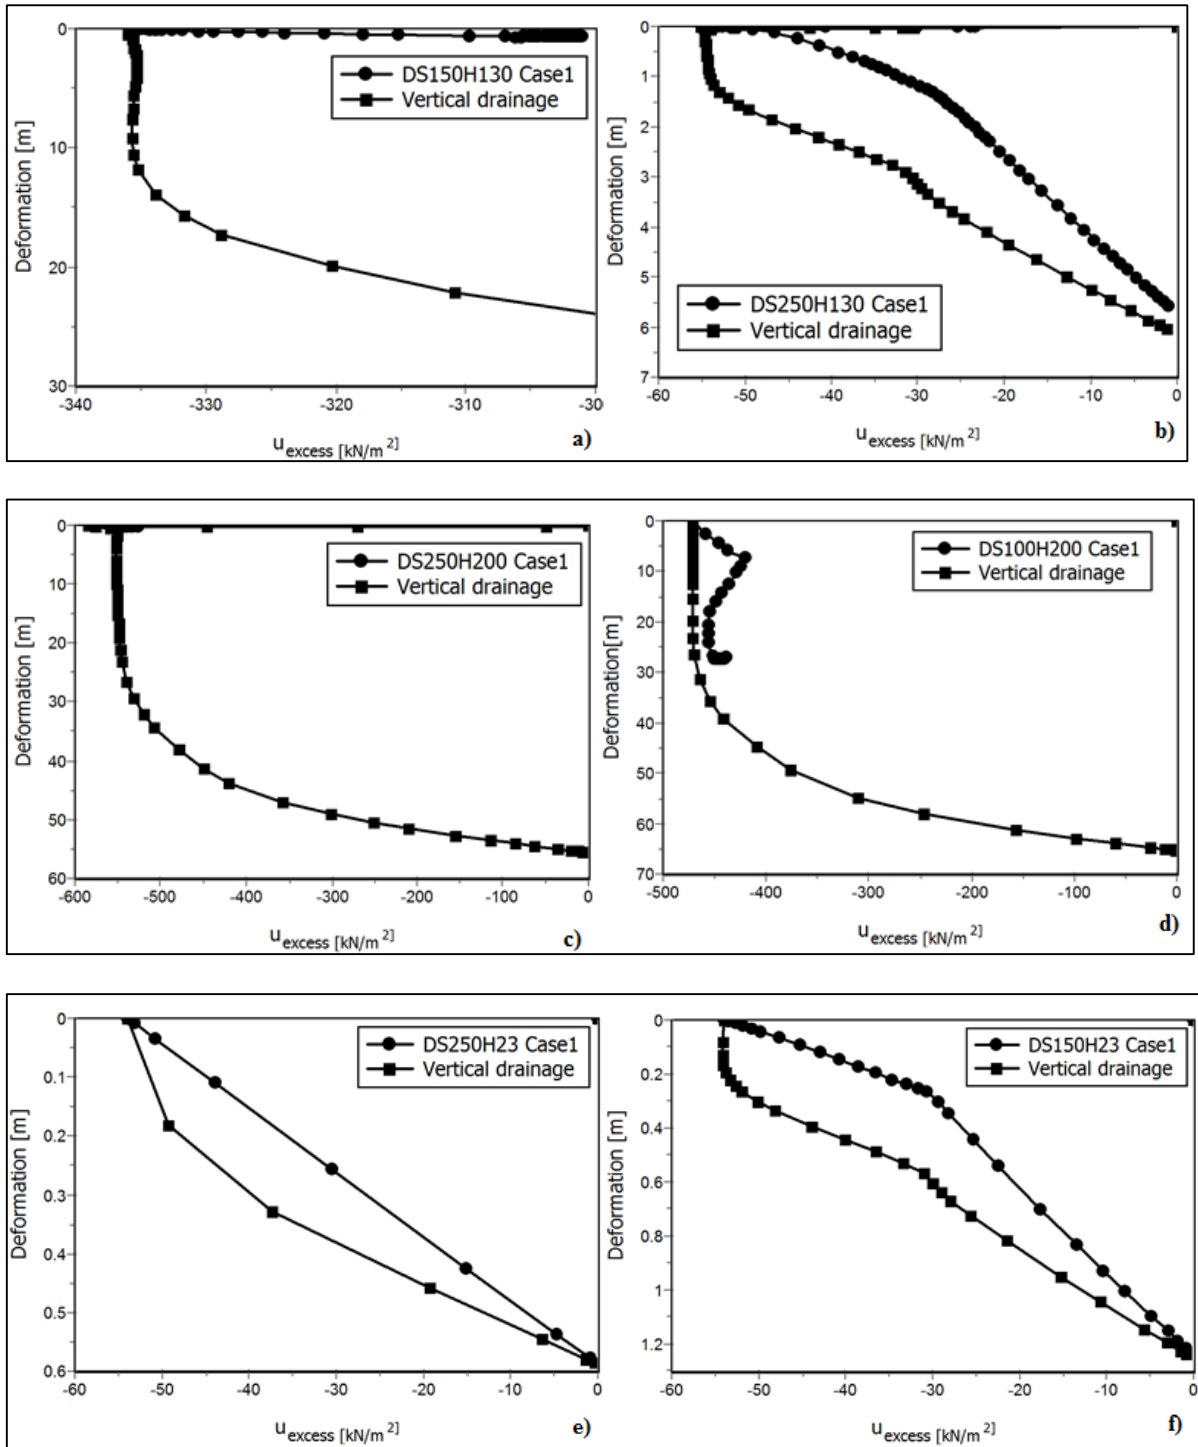 0
10
20
30
Deformation [m]
DS150H130 Case1
Vertical drainage
-340
-330
-320
-310
-30
u excess [kN/m 2]
a)
0
1
2
3
4
5
6
7
Deformation [m]
DS250H130 Case1
Vertical drainage
-60
-50
-40
-30
-20
-10
0
u excess [kN/m 2]
b)
0
10
20
30
40
50
60
Deformation [m]
DS250H200 Case1
Vertical drainage
-600
-500
-400
-300
-200
-100
0
u excess [kN/m 2]
c)
0
10
20
30
40
50
60
70
Deformation[m]
DS100H200 Case1
Vertical drainage
-500
-400
-300
-200
-100
0
u excess [kN/m 2]
d)
0
0.1
0.2
0.3
0.4
0.5
0.6
Deformation [m]
DS250H23 Case1
Vertical drainage
-60
-50
-40
-30
-20
-10
0
u excess [kN/m 2]
e)
0
0.2
0.4
0.6
0.8
1
1.2
Deformation [m]
DS150H23 Case1
Vertical drainage
-60
-50
-40
-30
-20
-10
0
u excess [kN/m 2]
f)